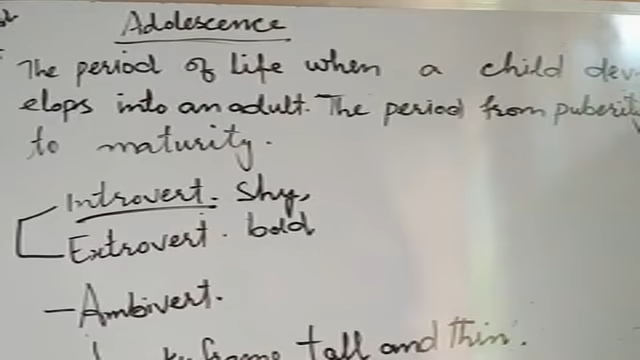 Adolescence
The period of life when a child dev
elops into an adult. The period from puberity
to maturity.
Introvert. Shy,
Extrovert. bold
- Ambivert.
frame tall and thin.